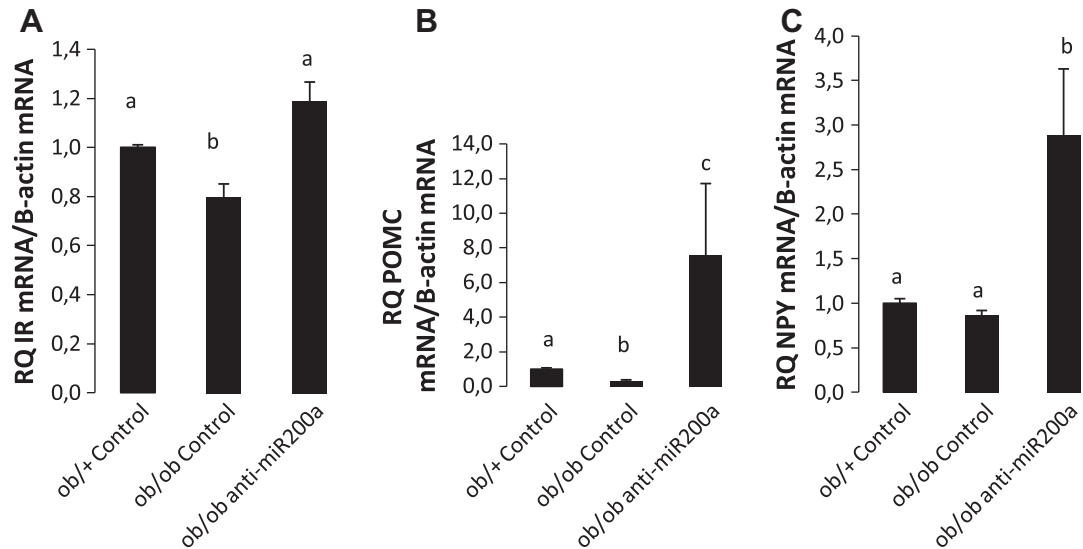 A
RQ IR mRNA/B-actin mRNA
1,4
1,2
1,0
0,8
0,6
0,4
0,2
0,0
a
b
a
ob/+ Control
ob/ob Control
ob/ob anti-miR200a
B
RQ POMC
mRNA/B-actin mRNA
14,0
12,0
10,0
8,0
6,0
4,0
2,0
0,0
a
b
c
ob/+ Control
ob/ob Control
ob/ob anti-miR200a
C
RQ NPY mRNA/B-actin mRNA
4,0
3,5
3,0
2,5
2,0
1,5
1,0
0,5
0,0
a
a
b
ob/+ Control
ob/ob Control
ob/ob anti-miR200a